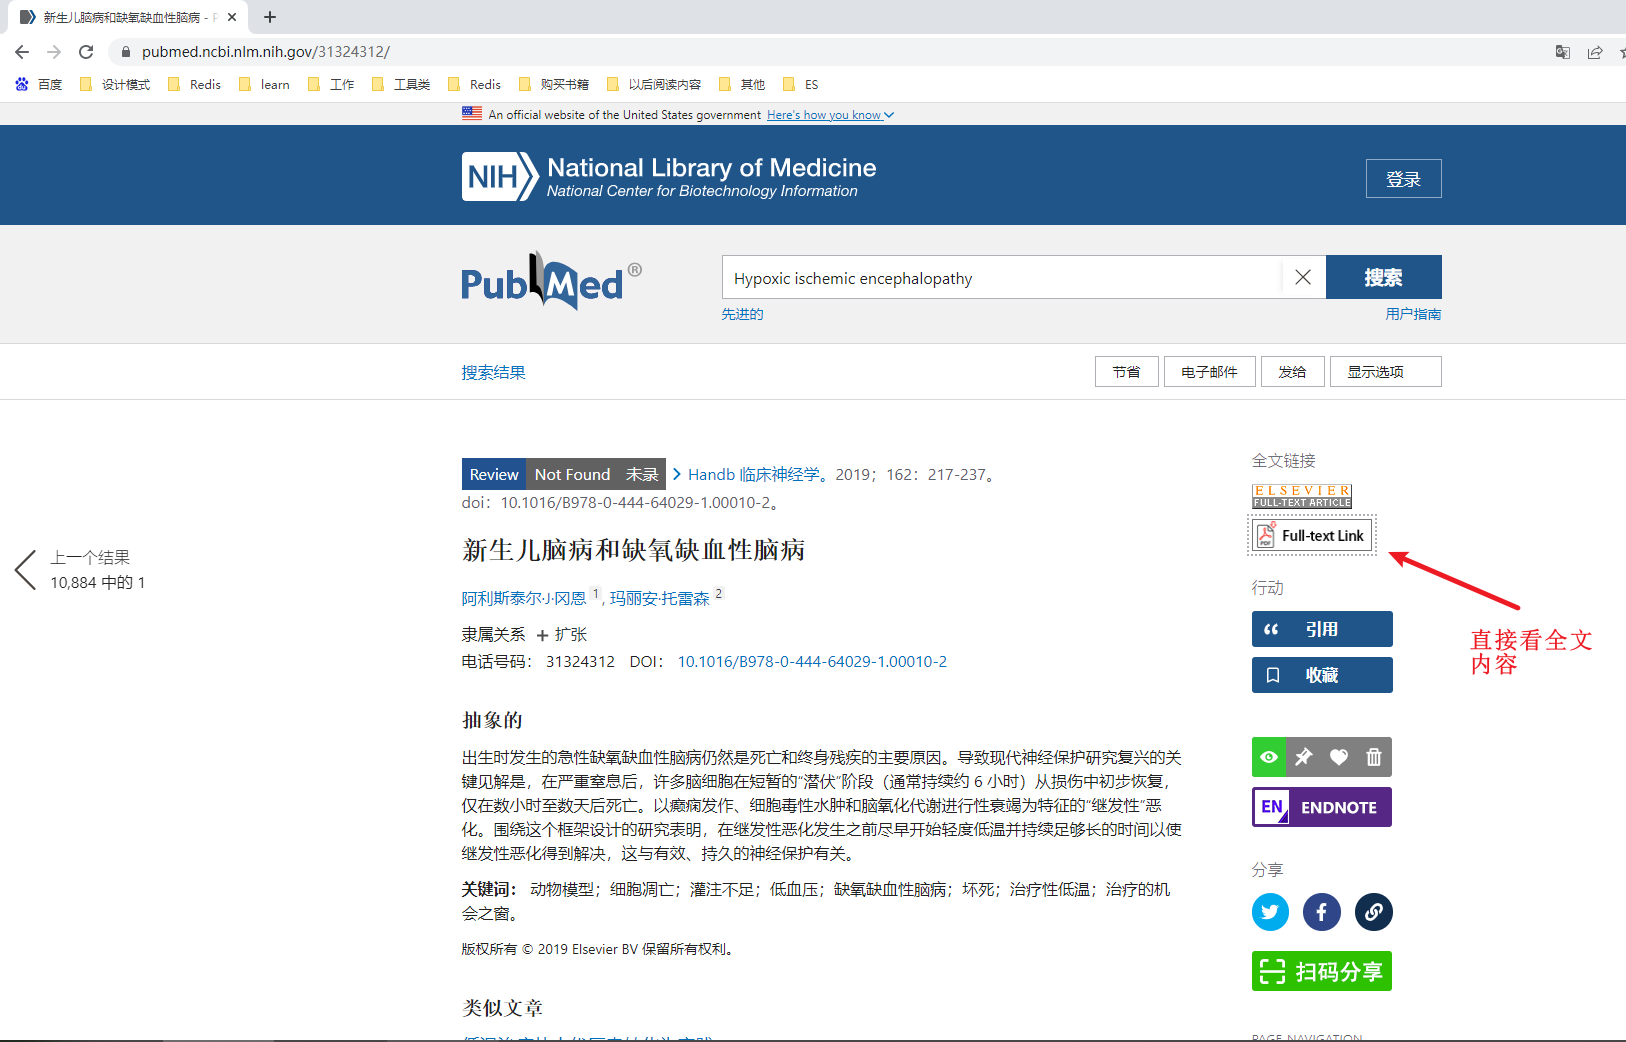 新生儿脑病和缺氧缺血性脑病 - P
pubmed.ncbi.nlm.nih.gov/31324312/
百度 设计模式 Redis learn 工作 工具类 Redis 购买书籍 以后阅读内容 其他 ES
An official website of the United States government Here's how you know
NIH National Library of Medicine
National Center for Biotechnology Information
登录
PubMed®
Hypoxic ischemic encephalopathy
搜索
先进的
用户指南
搜索结果
节省 电子邮件 发给 显示选项
上一个结果
10,884 中的 1
Review Not Found 未录 Handb 临床神经学。2019；162：217-237。
doi：10.1016/B978-0-444-64029-1.00010-2。
新生儿脑病和缺氧缺血性脑病
阿利斯泰尔·J·冈恩 1, 玛丽安·托雷森 2
隶属关系 + 扩张
电话号码： 31324312 DOI： 10.1016/B978-0-444-64029-1.00010-2
抽象的
出生时发生的急性缺氧缺血性脑病仍然是死亡和终身残疾的主要原因。导致现代神经保护研究复兴的关
键见解是，在严重窒息后，许多脑细胞在短暂的“潜伏”阶段（通常持续约 6 小时）从损伤中初步恢复，
仅在数小时至数天后死亡。以癫痫发作、细胞毒性水肿和脑氧化代谢进行性衰竭为特征的“继发性”恶
化。围绕这个框架设计的研究表明，在继发性恶化发生之前尽早开始轻度低温并持续足够长的时间以使
继发性恶化得到解决，这与有效、持久的神经保护有关。
关键词： 动物模型；细胞凋亡；灌注不足；低血压；缺氧缺血性脑病；坏死；治疗性低温；治疗的机
会之窗。
版权所有 © 2019 Elsevier BV 保留所有权利。
类似文章
全文链接
ELSEVIER
FULL-TEXT ARTICLE
PDF Full-text Link
行动
引用
收藏
EN ENDNOTE
分享
扫码分享
PAGE NAVIGATION
直接看全文
内容